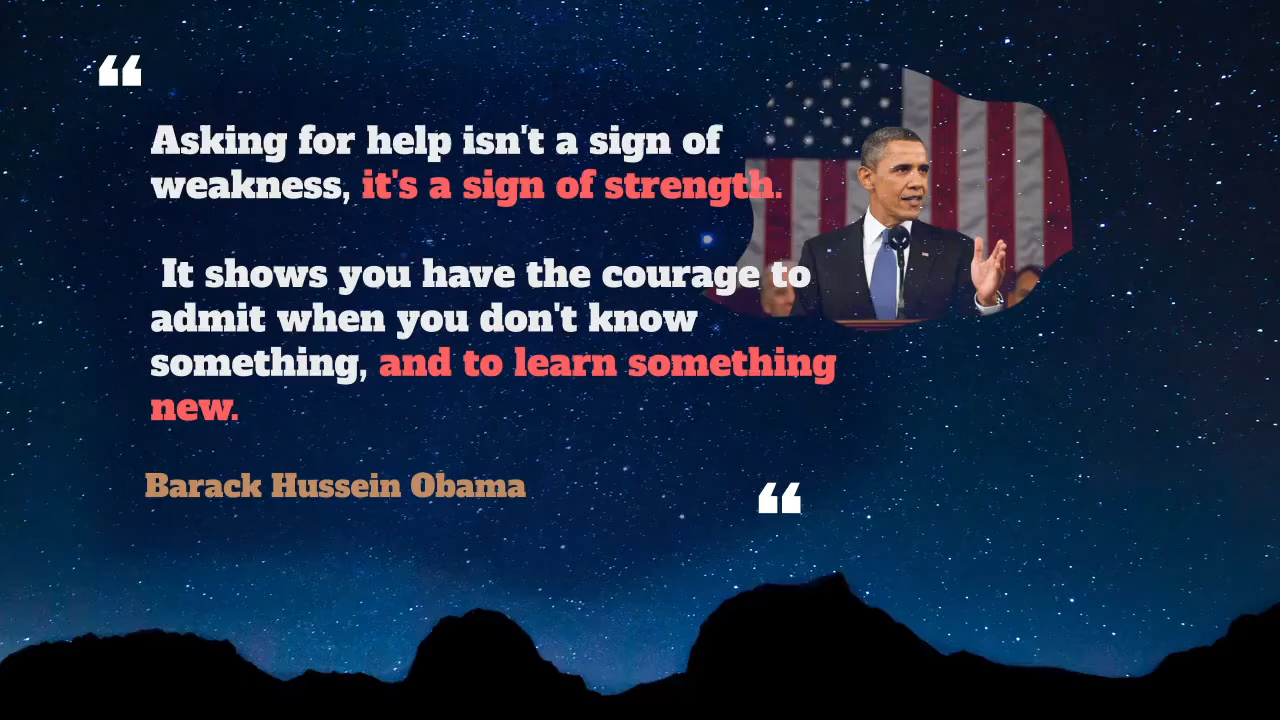 ❝
Asking for help isn't a sign of
weakness, it's a sign of strength.
It shows you have the courage to
admit when you don't know
something, and to learn something
new.
Barack Hussein Obama
❝